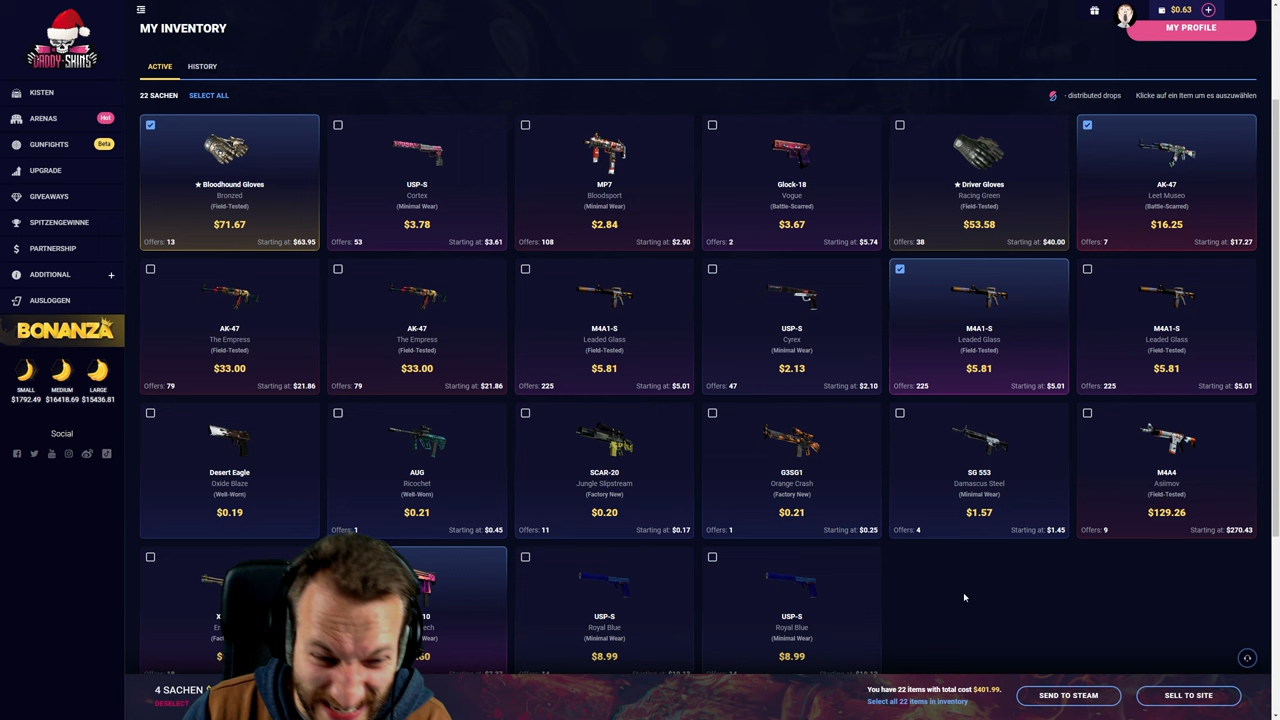 DADDY-SKINS
KISTEN
ARENAS
Hot
GUNFIGHTS
Beta
UPGRADE
GIVEAWAYS
SPITZENGEWINNE
PARTNERSHIP
ADDITIONAL
+
AUSLOGGEN
BONANZA
SMALL MEDIUM LARGE
$1792.49 $16418.69 $15436.81
Social
$0.63
MY INVENTORY
MY PROFILE
ACTIVE HISTORY
22 SACHEN SELECT ALL
- distributed drops Klicke auf ein Item um es auszuwählen
★ Bloodhound Gloves
Bronzed
(Field-Tested)
$71.67
Offers: 13 Starting at: $63.95
USP-S
Cortex
(Minimal Wear)
$3.78
Offers: 53 Starting at: $3.61
MP7
Bloodsport
(Minimal Wear)
$2.84
Offers: 108 Starting at: $2.90
Glock-18
Vogue
(Battle-Scarred)
$3.67
Offers: 2 Starting at: $5.74
★ Driver Gloves
Racing Green
(Field-Tested)
$53.58
Offers: 38 Starting at: $40.00
AK-47
Leet Museo
(Battle-Scarred)
$16.25
Offers: 7 Starting at: $17.27
AK-47
The Empress
(Field-Tested)
$33.00
Offers: 79 Starting at: $21.86
AK-47
The Empress
(Field-Tested)
$33.00
Offers: 79 Starting at: $21.86
M4A1-S
Leaded Glass
(Field-Tested)
$5.81
Offers: 225 Starting at: $5.01
USP-S
Cyrex
(Minimal Wear)
$2.13
Offers: 47 Starting at: $2.10
M4A1-S
Leaded Glass
(Field-Tested)
$5.81
Offers: 225 Starting at: $5.01
M4A1-S
Leaded Glass
(Field-Tested)
$5.81
Offers: 225 Starting at: $5.01
Desert Eagle
Oxide Blaze
(Well-Worn)
$0.19
AUG
Ricochet
(Well-Worn)
$0.21
Offers: 1 Starting at: $0.45
SCAR-20
Jungle Slipstream
(Factory New)
$0.20
Offers: 11 Starting at: $0.17
G3SG1
Orange Crash
(Factory New)
$0.21
Offers: 1 Starting at: $0.25
SG 553
Damascus Steel
(Minimal Wear)
$1.57
Offers: 4 Starting at: $1.45
M4A4
Asiimov
(Field-Tested)
$129.26
Offers: 9 Starting at: $270.43
USP-S
Royal Blue
(Minimal Wear)
$8.99
USP-S
Royal Blue
(Minimal Wear)
$8.99
4 SACHEN
You have 22 items with total cost $401.99.
Select all 22 items in Inventory
SEND TO STEAM
SELL TO SITE